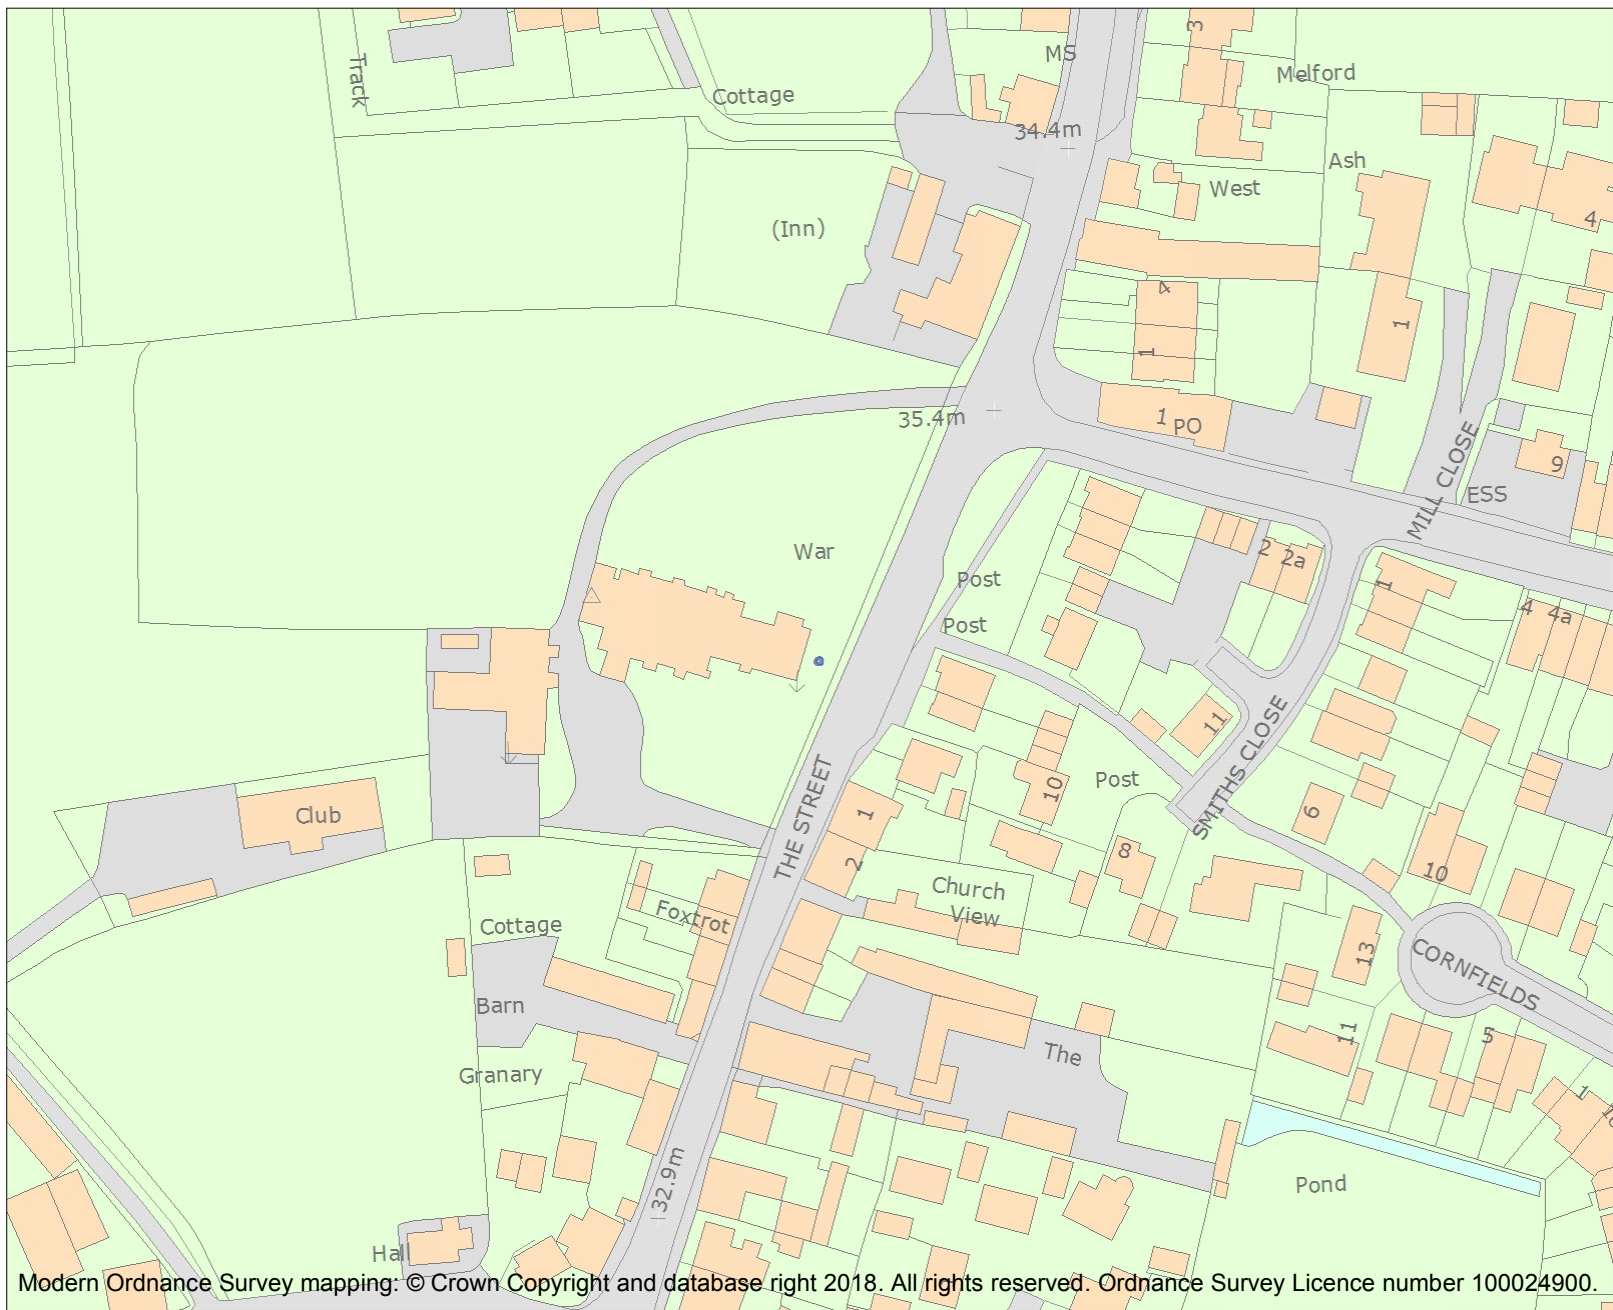 3
MS
Melford
Track
Cottage
34.4m
Ash
West
4
(Inn)
4
1
1
35.4m
1 PO
MILL CLOSE
9
ESS
War
2
2a
Post
1
4
4a
Post
11
SMITHS CLOSE
THE STREET
10
Post
Club
1
6
8
2
10
Church
View
Foxtrot
Cottage
13
CORNFIELDS
Barn
11
5
The
Granary
1
32.9m
Pond
Hall
Modern Ordnance Survey mapping: © Crown Copyright and database right 2018. All rights reserved. Ordnance Survey Licence number 100024900.